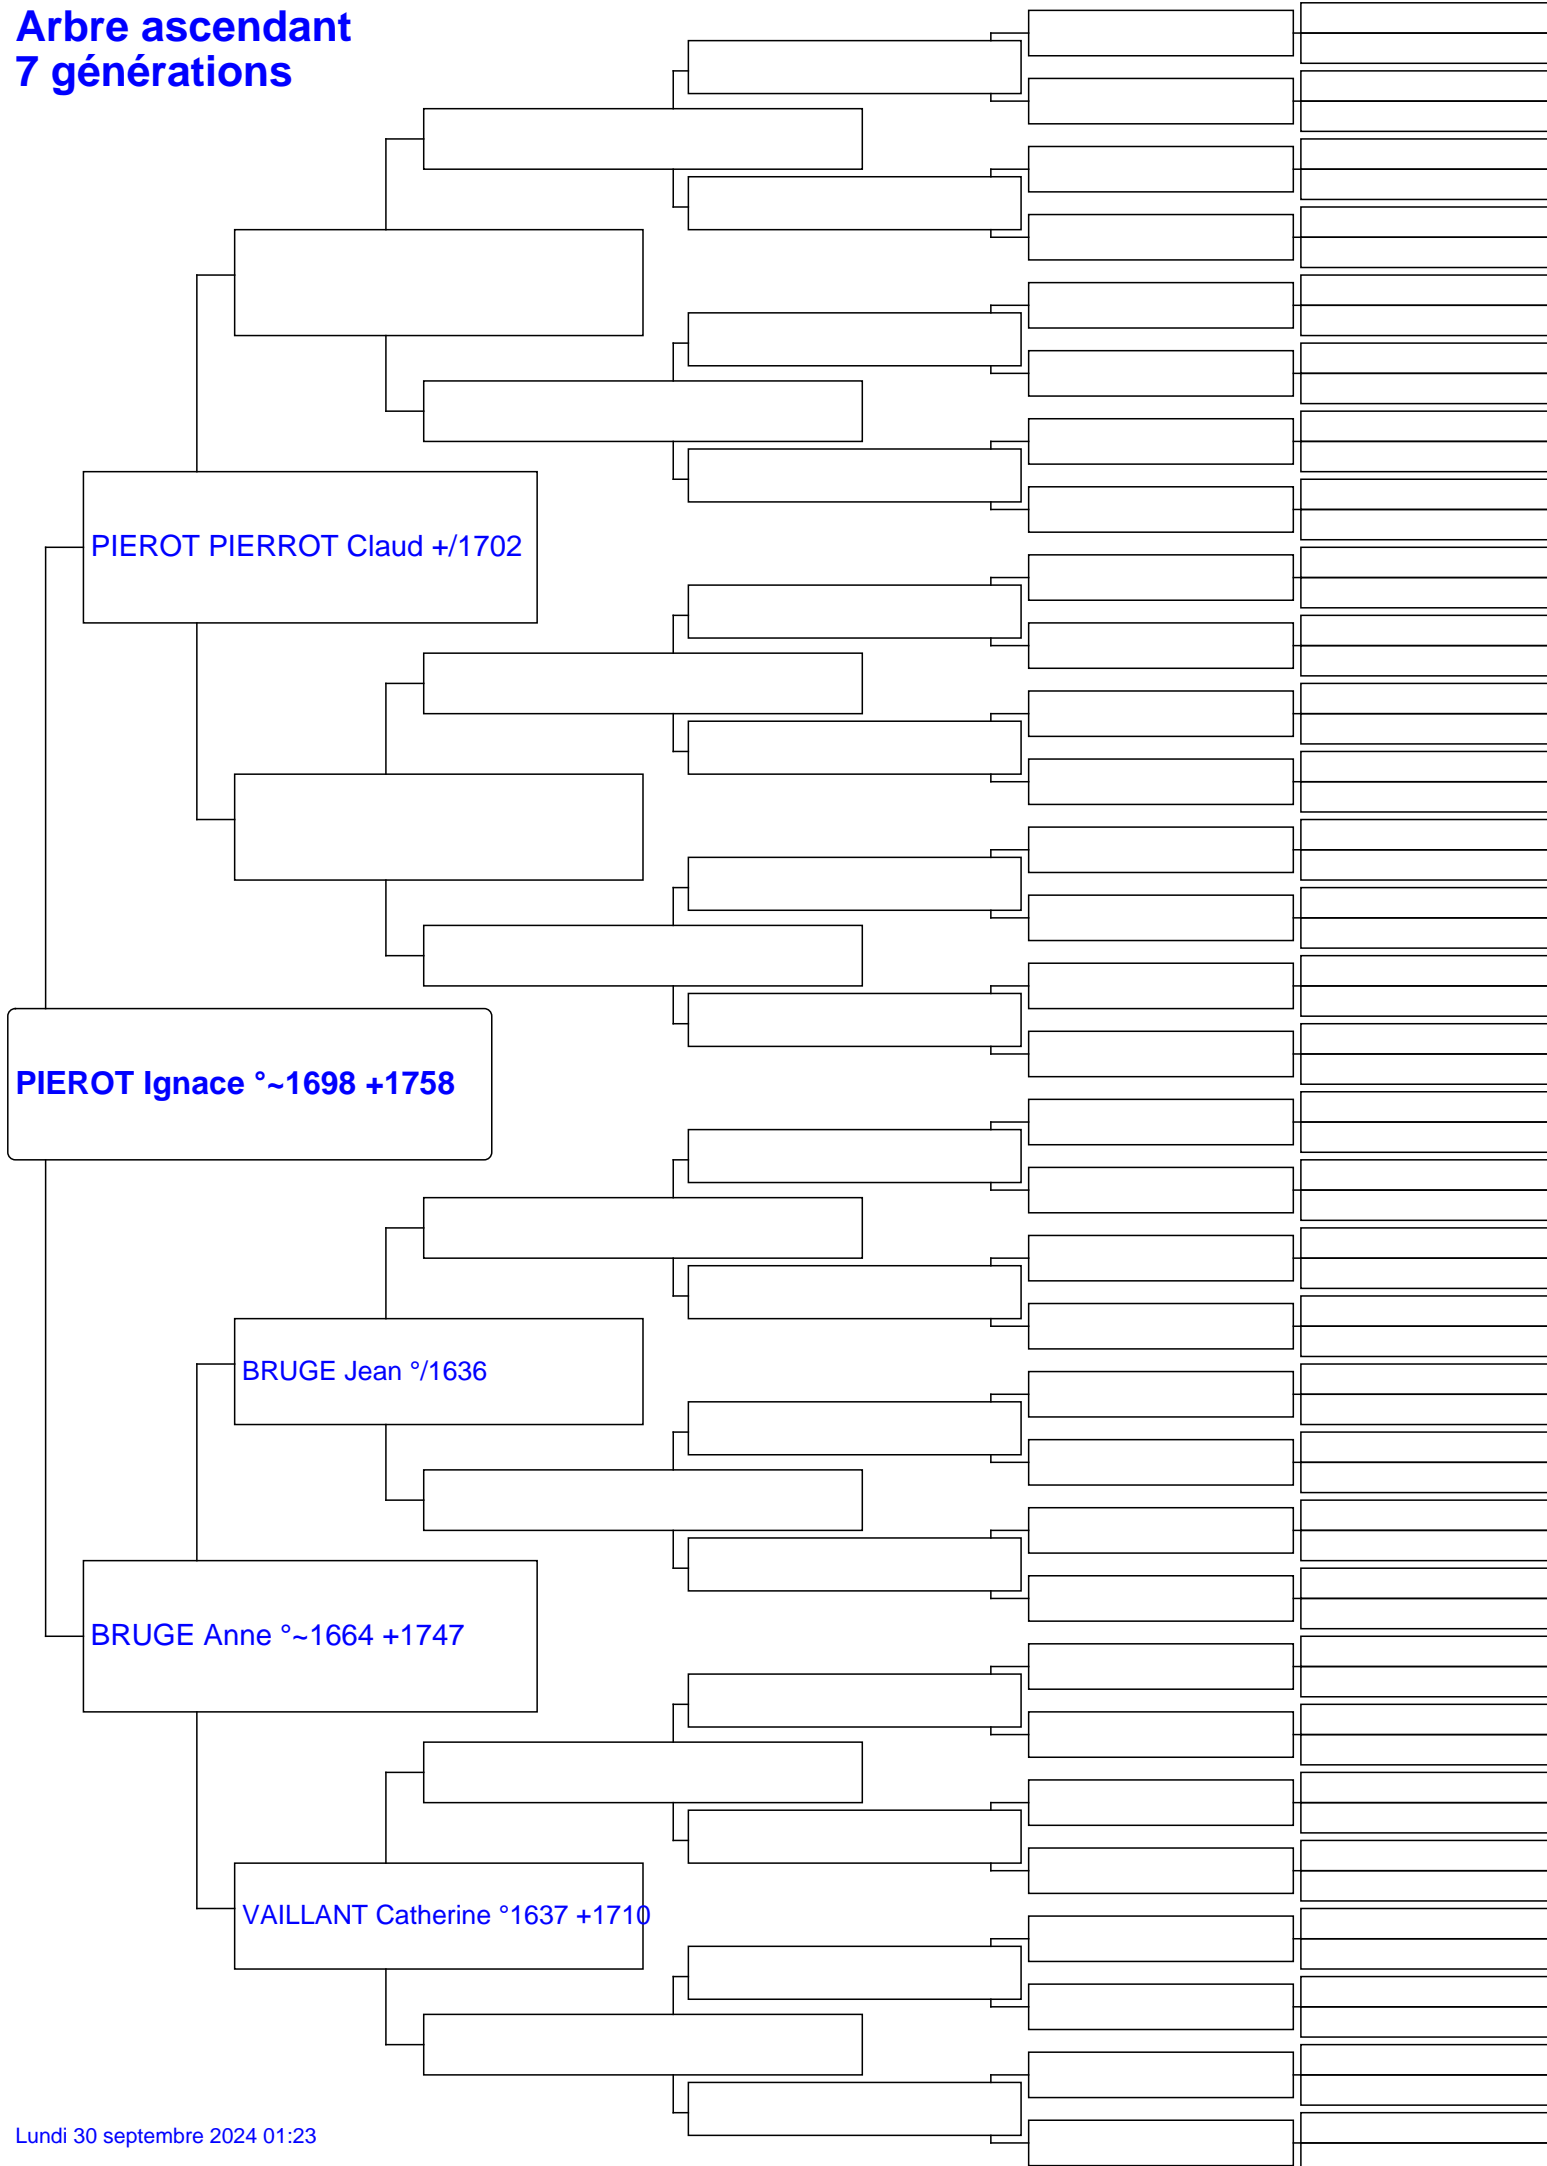 Arbre ascendant
7 générations
PIEROT PIERROT Claud +/1702
PIEROT Ignace °~1698 +1758
BRUGE Jean °/1636
BRUGE Anne °~1664 +1747
VAILLANT Catherine °1637 +1710
Lundi 30 septembre 2024 01:23